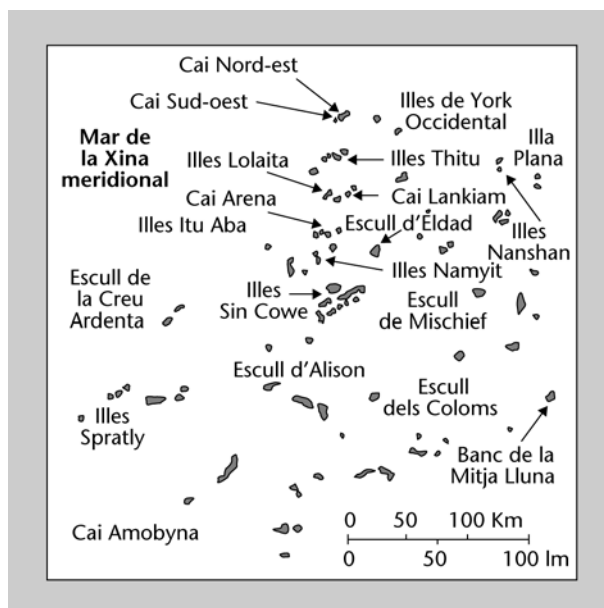 Cai Nord-est
Cai Sud-oest
Illes de York
Occidental
Mar de
la Xina
meridional
Illa
Plana
Illes Lolaita
Illes Thitu
Cai Arena
Cai Lankiam
Illes Itu Aba
Escull d'Eldad
Illes
Nanshan
Illes Namyit
Escull de
la Creu
Ardenta
Illes
Sin Cowe
Escull
de Mischief
Escull d'Alison
Escull
dels Coloms
Illes
Spratly
Banc de la
Mitja Lluna
Cai Amobyna
0 50 100 Km
0 50 100 lm